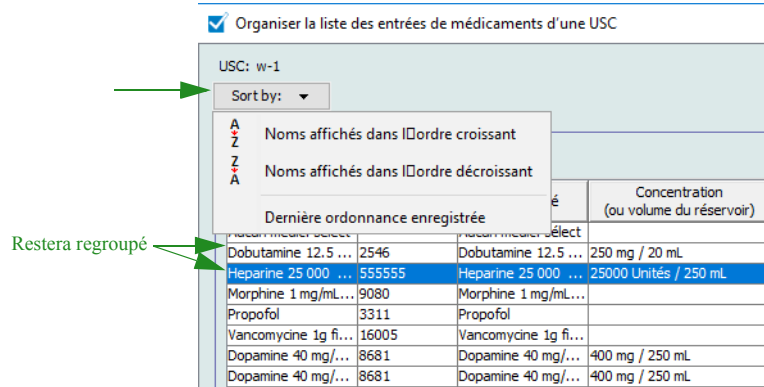 Organiser la liste des entrées de médicaments d'une USC
USC: w-1
Sort by:
A Z Noms affichés dans l□ordre croissant
Z A Noms affichés dans l□ordre décroissant
Dernière ordonnance enregistrée
é Concentration
(ou volume du réservoir)
sélect
Restera regroupé
Dobutamine 12.5 ... 2546 Dobutamine 12.5 ... 250 mg / 20 mL
Heparine 25 000 ... 555555 Heparine 25 000 ... 25000 Unités / 250 mL
Morphine 1 mg/mL... 9080 Morphine 1 mg/mL...
Propofol 3311 Propofol
Vancomycine 1g fi... 16005 Vancomycine 1g fi...
Dopamine 40 mg/... 8681 Dopamine 40 mg/... 400 mg / 250 mL
Dopamine 40 mg/... 8681 Dopamine 40 mg/... 400 mg / 250 mL